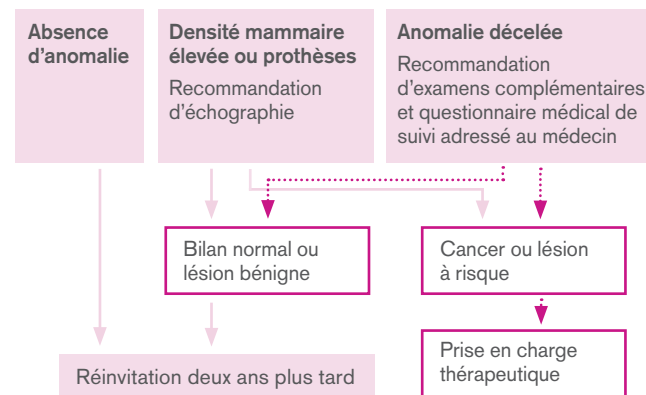 Absence
d'anomalie
Densité mammaire
élevée ou prothèses
Recommandation
d'échographie
Anomalie décelée
Recommandation
d'examens complémentaires
et questionnaire médical de
suivi adressé au médecin
Bilan normal ou
lésion bénigne
Cancer ou lésion
à risque
Réinvitation deux ans plus tard
Prise en charge
thérapeutique